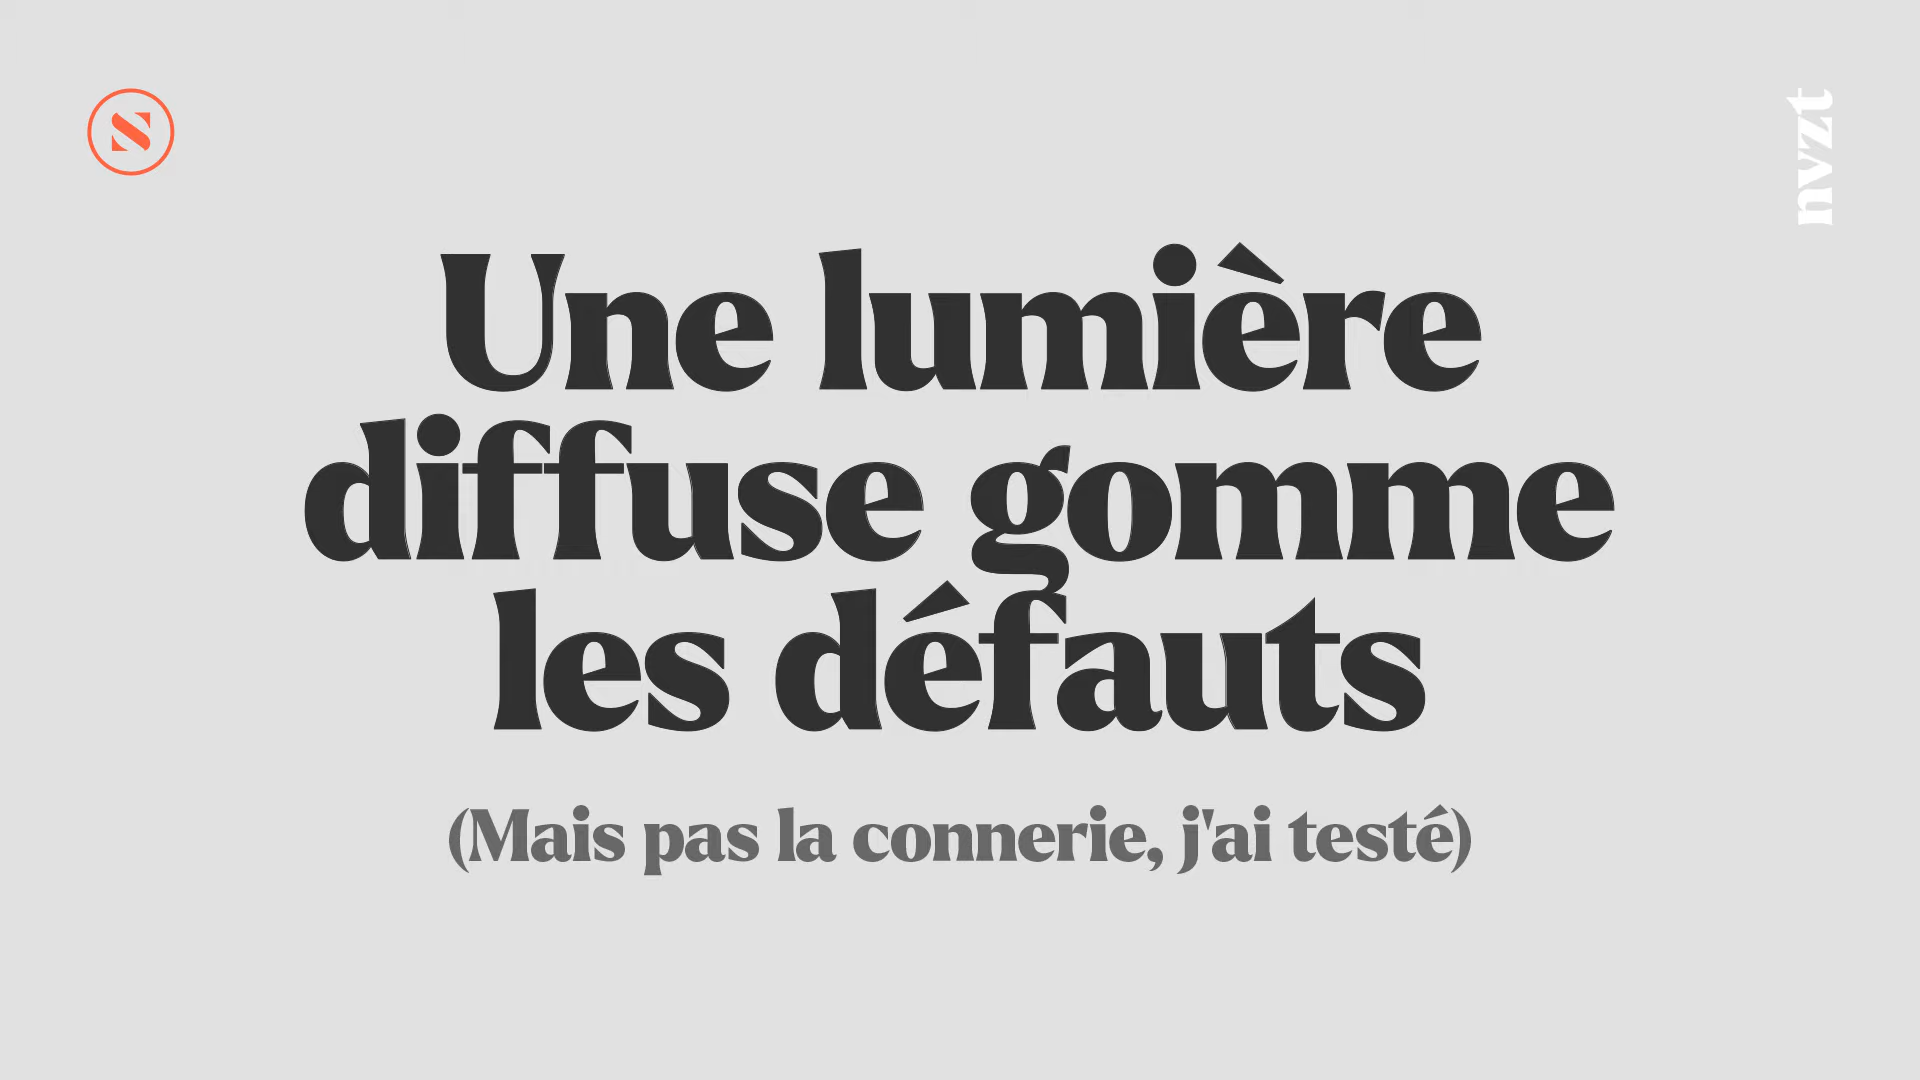 S
nvzt
Une lumière
diffuse gomme
les défauts
(Mais pas la connerie, j'ai testé)